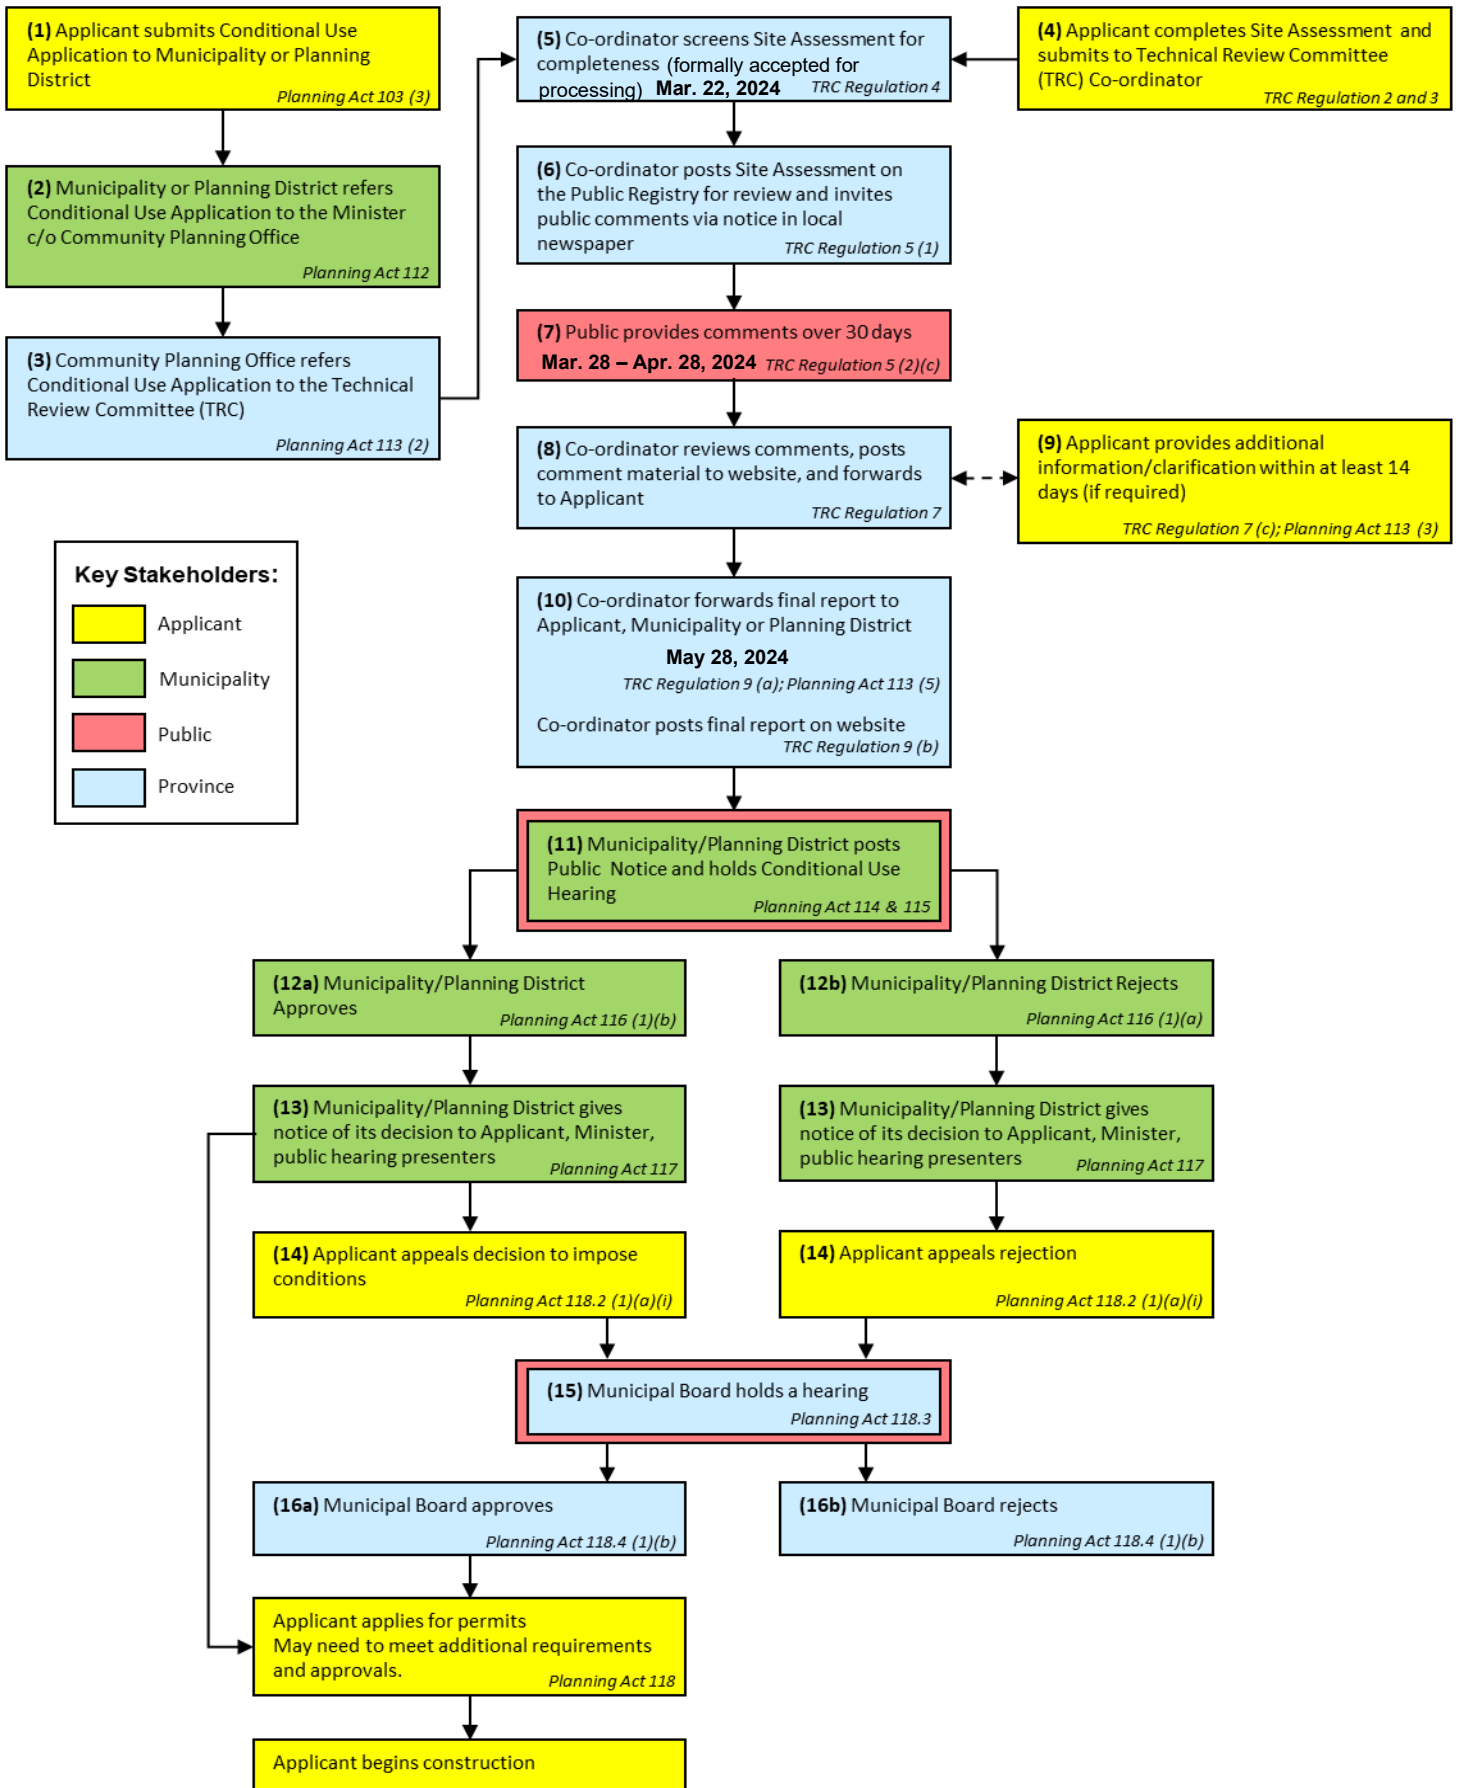 (1) Applicant submits Conditional Use
Application to Municipality or Planning
District
Planning Act 103 (3)
(2) Municipality or Planning District refers
Conditional Use Application to the Minister
c/o Community Planning Office
Planning Act 112
(3) Community Planning Office refers
Conditional Use Application to the Technical
Review Committee (TRC)
Planning Act 113 (2)
(4) Applicant completes Site Assessment and
submits to Technical Review Committee
(TRC) Co-ordinator
TRC Regulation 2 and 3
(5) Co-ordinator screens Site Assessment for
completeness (formally accepted for
processing) Mar. 22, 2024 TRC Regulation 4
(6) Co-ordinator posts Site Assessment on
the Public Registry for review and invites
public comments via notice in local
newspaper
TRC Regulation 5 (1)
(7) Public provides comments over 30 days
Mar. 28 – Apr. 28, 2024 TRC Regulation 5 (2)(c)
(8) Co-ordinator reviews comments, posts
comment material to website, and forwards
to Applicant
TRC Regulation 7
(9) Applicant provides additional
information/clarification within at least 14
days (if required)
TRC Regulation 7 (c); Planning Act 113 (3)
Key Stakeholders:
Applicant
Municipality
Public
Province
(10) Co-ordinator forwards final report to
Applicant, Municipality or Planning District
May 28, 2024
TRC Regulation 9 (a); Planning Act 113 (5)
Co-ordinator posts final report on website
TRC Regulation 9 (b)
(11) Municipality/Planning District posts
Public Notice and holds Conditional Use
Hearing
Planning Act 114 & 115
(12a) Municipality/Planning District
Approves
Planning Act 116 (1)(b)
(12b) Municipality/Planning District Rejects
Planning Act 116 (1)(a)
(13) Municipality/Planning District gives
notice of its decision to Applicant, Minister,
public hearing presenters
Planning Act 117
(13) Municipality/Planning District gives
notice of its decision to Applicant, Minister,
public hearing presenters
Planning Act 117
(14) Applicant appeals decision to impose
conditions
Planning Act 118.2 (1)(a)(i)
(14) Applicant appeals rejection
Planning Act 118.2 (1)(a)(i)
(15) Municipal Board holds a hearing
Planning Act 118.3
(16a) Municipal Board approves
Planning Act 118.4 (1)(b)
(16b) Municipal Board rejects
Planning Act 118.4 (1)(b)
Applicant applies for permits
May need to meet additional requirements
and approvals.
Planning Act 118
Applicant begins construction